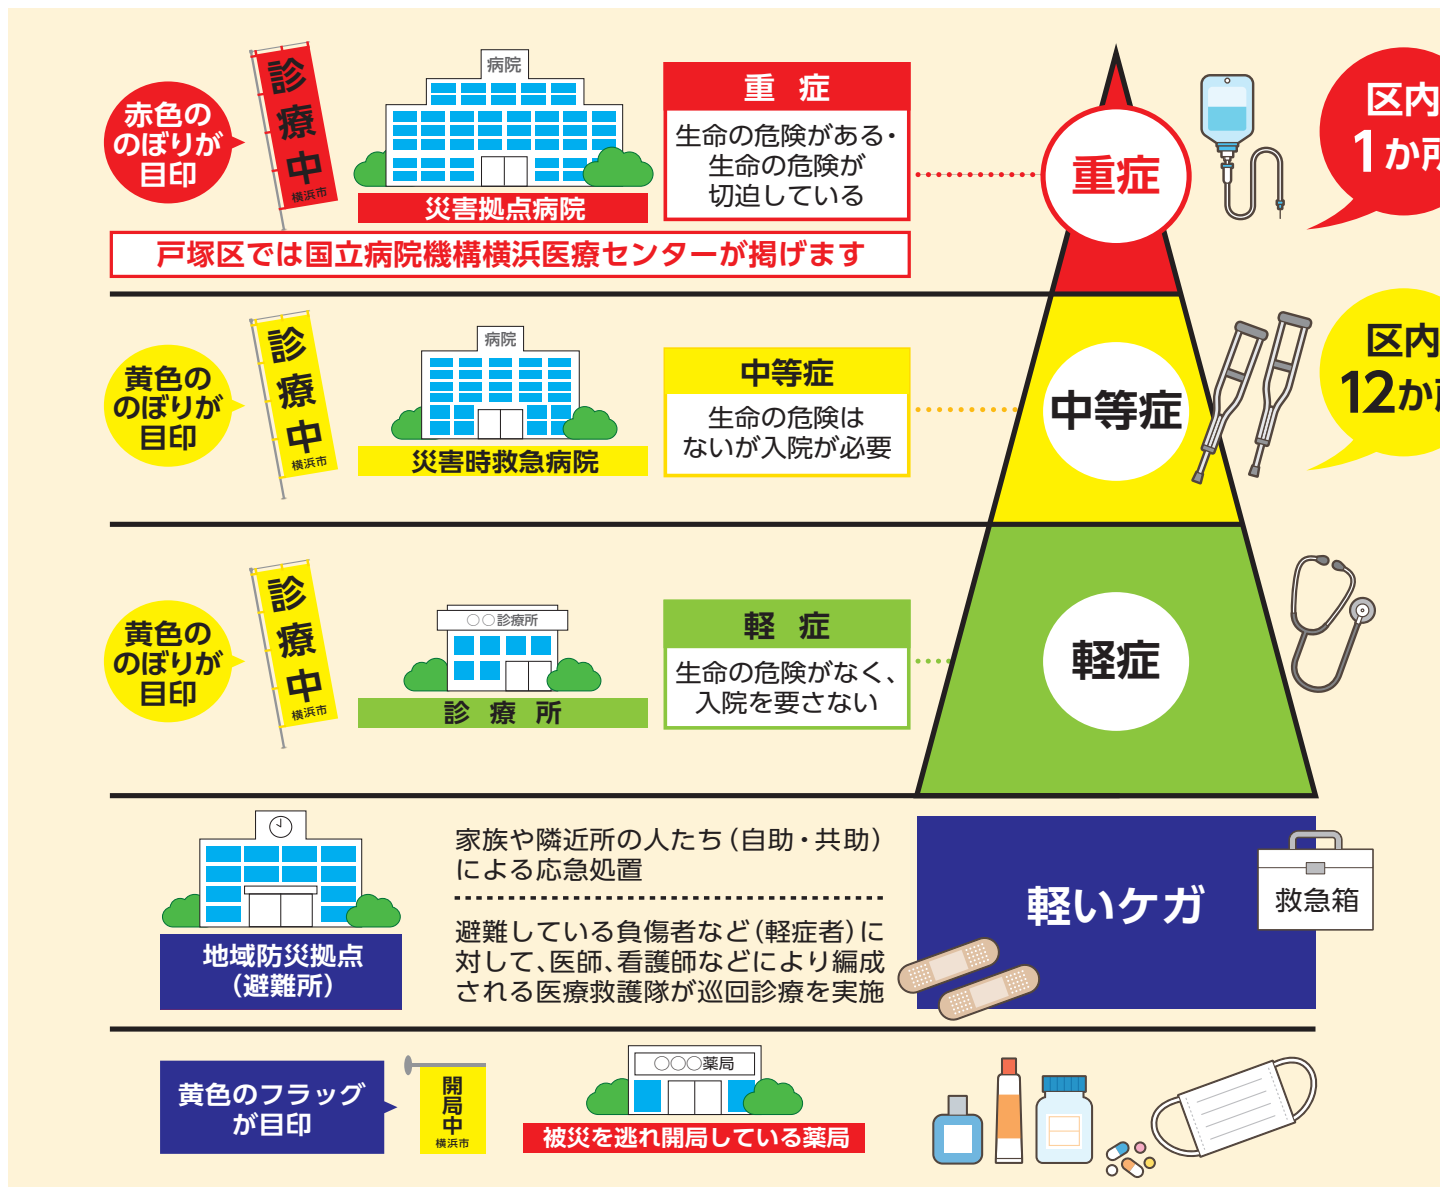 赤色の
のぼりが
目印
診療中
横浜市
病院
災害拠点病院
重症
生命の危険がある・
生命の危険が
切迫している
重症
区内
1か所
戸塚区では国立病院機構横浜医療センターが掲げます
黄色の
のぼりが
目印
診療中
横浜市
病院
災害時救急病院
中等症
生命の危険は
ないが入院が必要
中等症
区内
12か所
黄色の
のぼりが
目印
診療中
横浜市
○○診療所
診療所
軽症
生命の危険がなく、
入院を要さない
軽症
地域防災拠点
(避難所)
家族や隣近所の人たち(自助・共助)
による応急処置
避難している負傷者など(軽症者)に
対して、医師、看護師などにより編成
される医療救護隊が巡回診療を実施
軽いケガ
救急箱
黄色のフラッグ
が目印
開局中
横浜市
○○○薬局
被災を逃れ開局している薬局